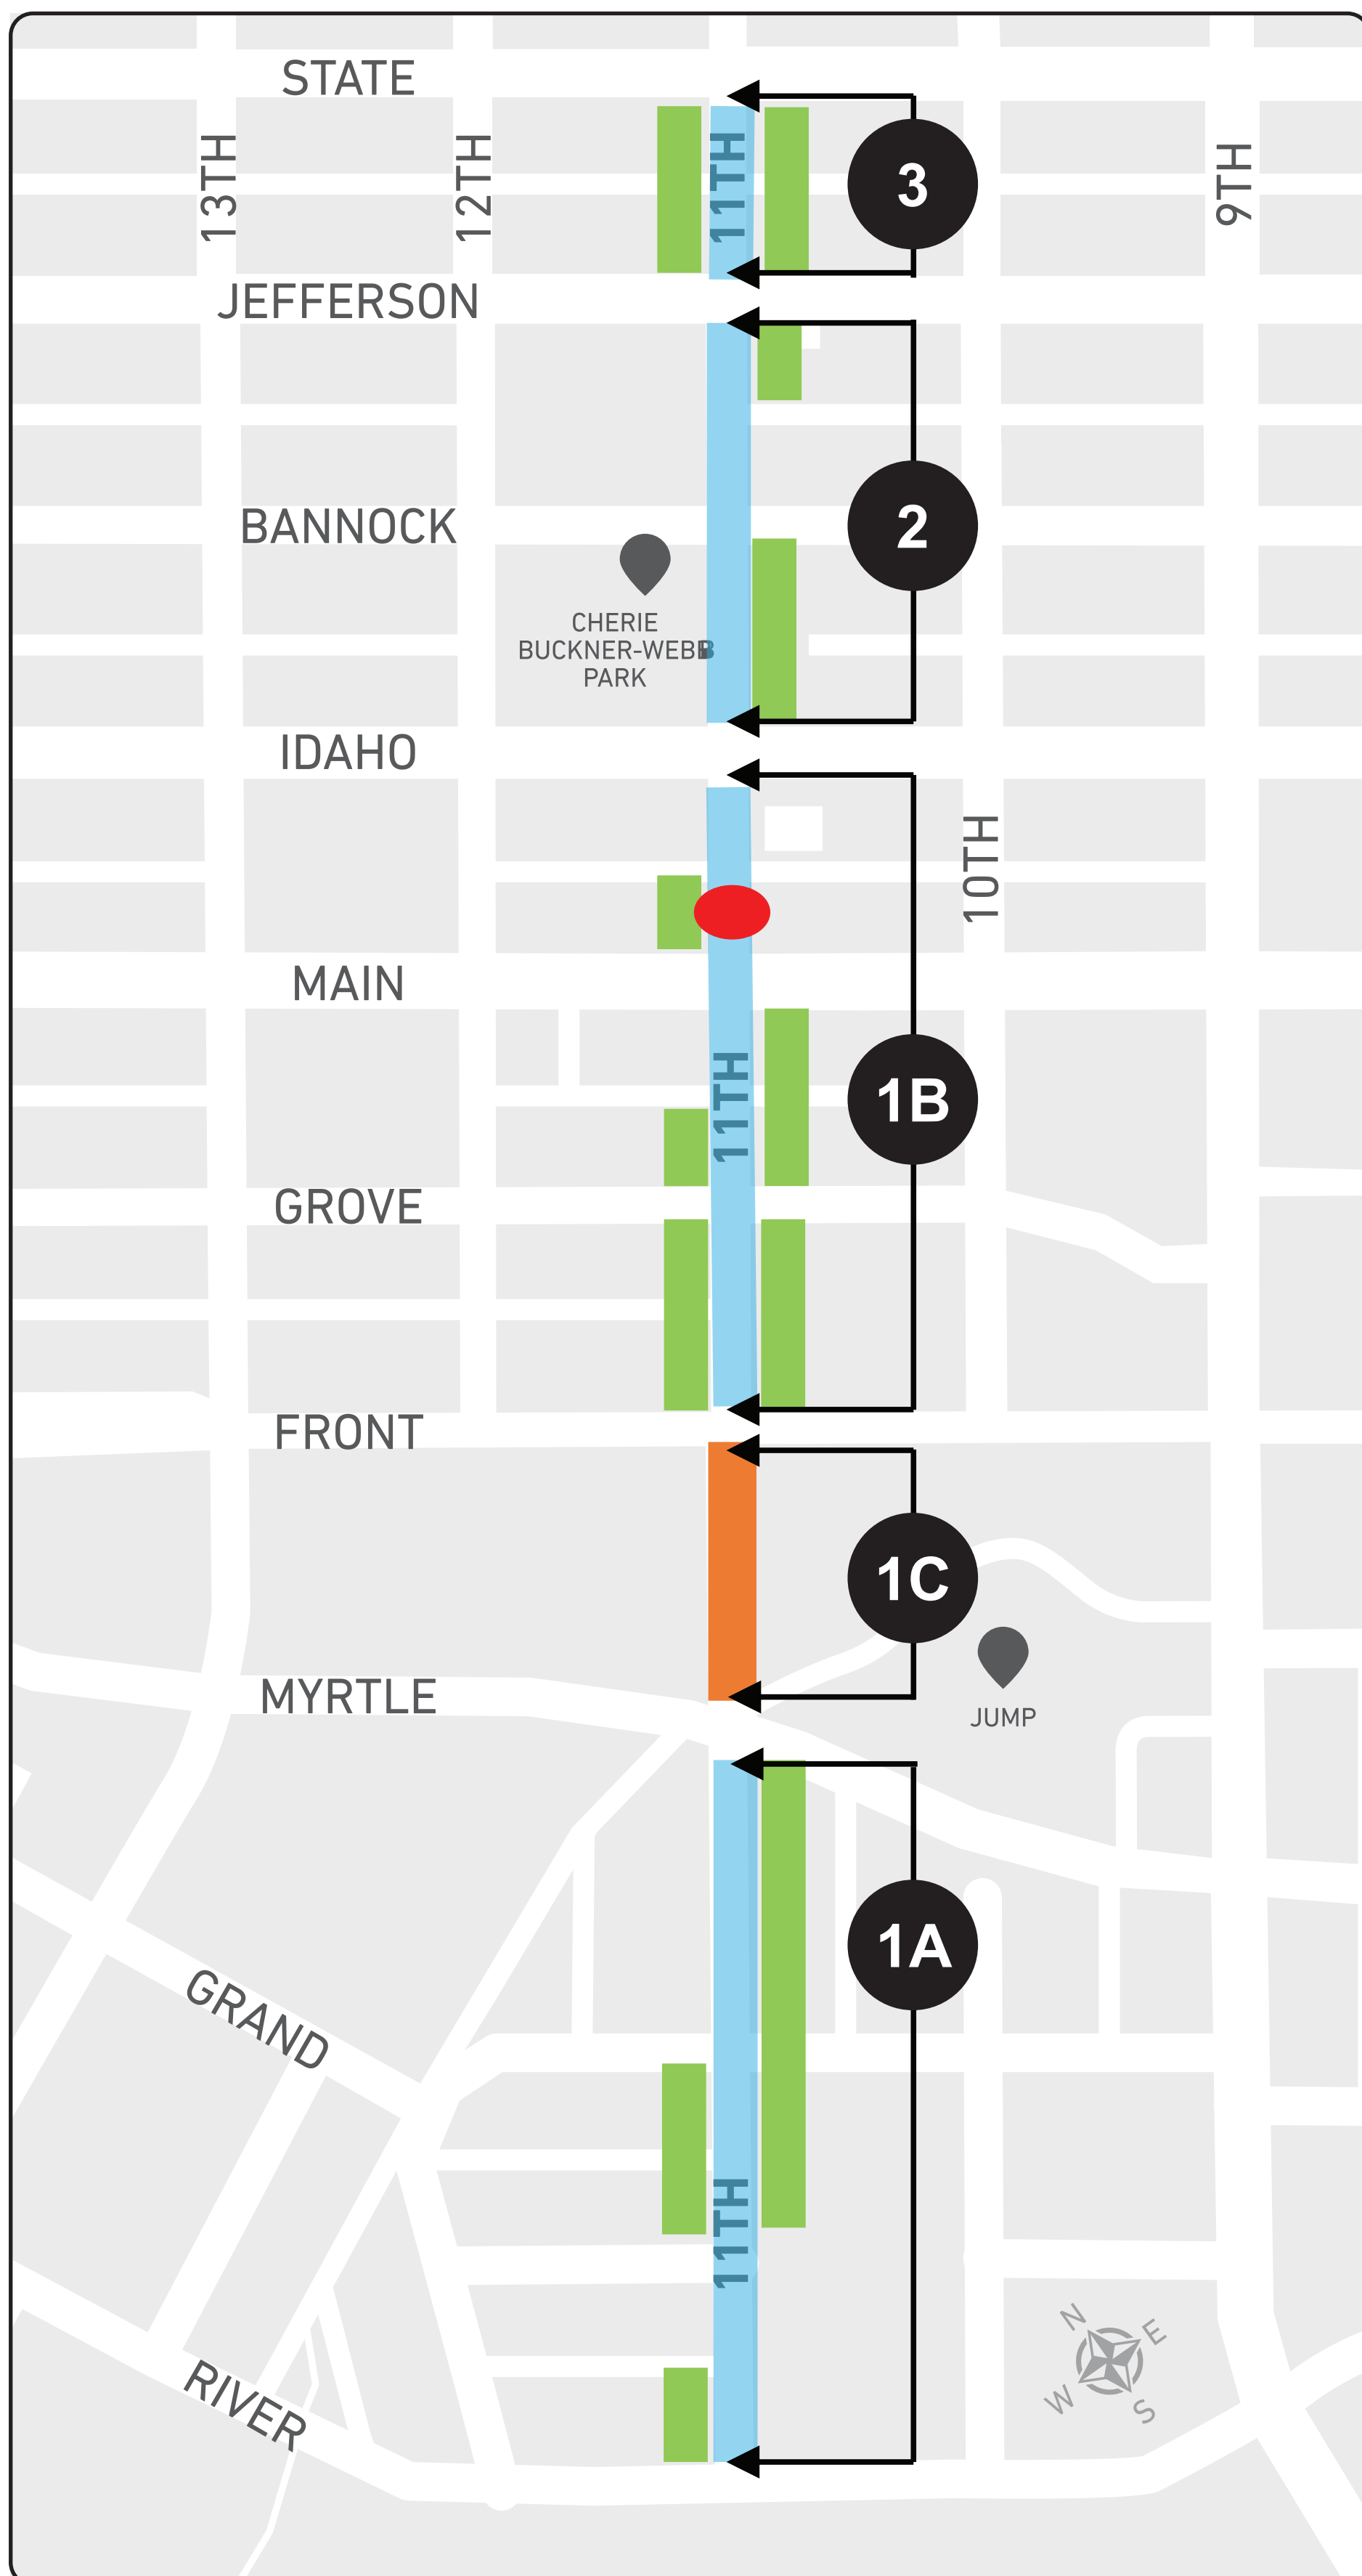 STATE
13TH
12TH
11TH
3
9TH
JEFFERSON
BANNOCK
2
CHERIE
BUCKNER-WEBB
PARK
IDAHO
10TH
MAIN
11TH
1B
GROVE
FRONT
1C
MYRTLE
JUMP
1A
GRAND
11TH
N
E
W
S
RIVER